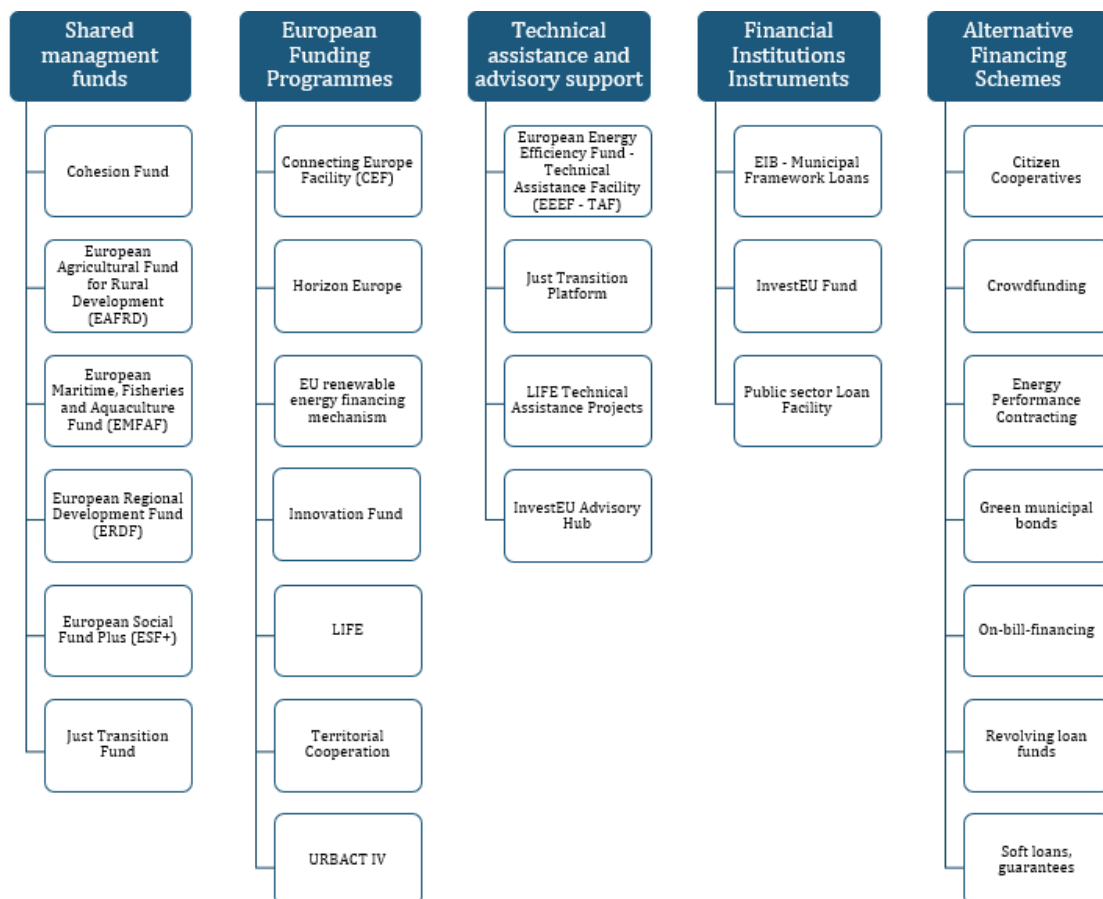 Shared
managment
funds
Cohesion Fund
European
Agricultural Fund
for Rural
Development
(EAFRD)
European
Maritime, Fisheries
and Aquaculture
Fund (EMFAF)
European Regional
Development Fund
(ERDF)
European Social
Fund Plus (ESF+)
Just Transition
Fund
European
Funding
Programmes
Connecting Europe
Facility (CEF)
Horizon Europe
EU renewable
energy financing
mechanism
Innovation Fund
LIFE
Territorial
Cooperation
URBACT IV
Technical
assistance and
advisory support
European Energy
Efficiency Fund -
Technical
Assistance Facility
(EEEF - TAF)
Just Transition
Platform
LIFE Technical
Assistance Projects
InvestEU Advisory
Hub
Financial
Institutions
Instruments
EIB - Municipal
Framework Loans
InvestEU Fund
Public sector Loan
Facility
Alternative
Financing
Schemes
Citizen
Cooperatives
Crowdfunding
Energy
Performance
Contracting
Green municipal
bonds
On-bill-financing
Revolving loan
funds
Soft loans,
guarantees